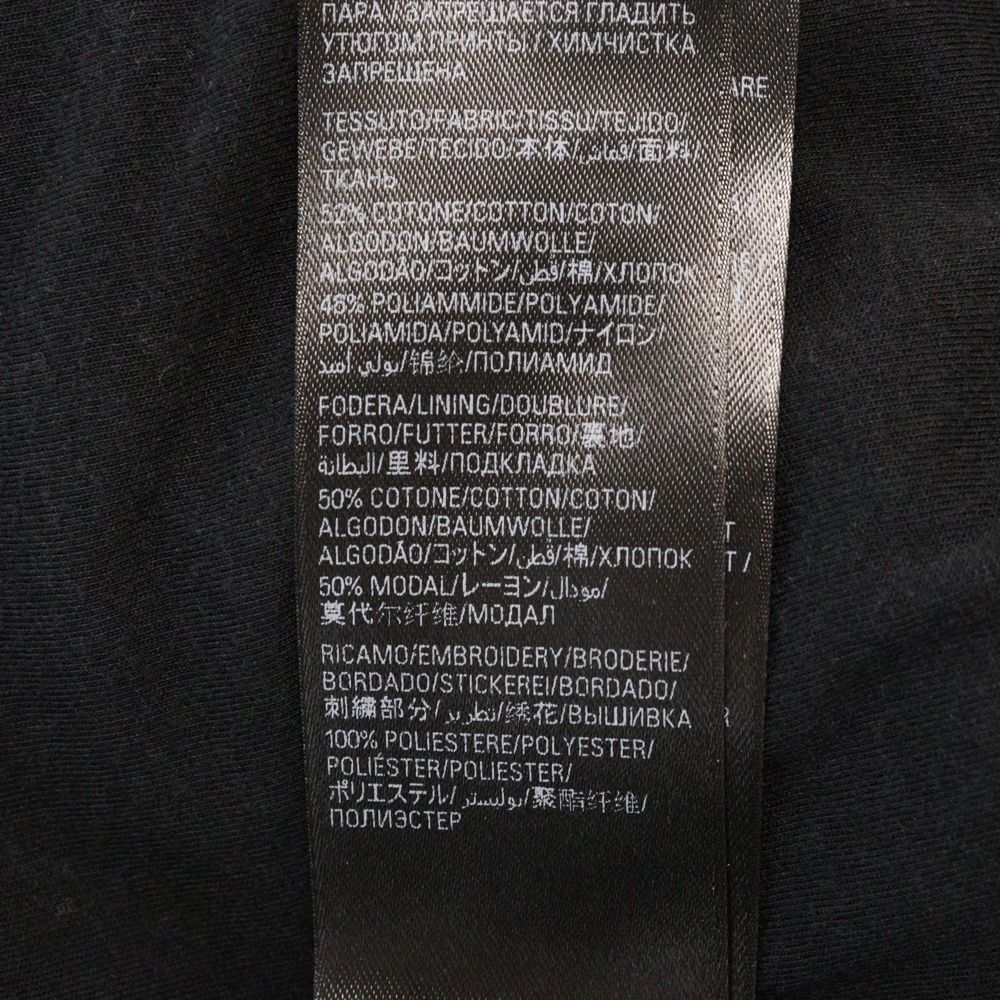 ПАРА / ЗАПРЕЩАЕТСЯ ГЛАДИТЬ
УТЮГОМ ПРИНТЫ / ХИМЧИСТКА
ЗАПРЕЩЕНА
ARE
TESSUTO/FABRIC/TISSU/TEJIDO/
GEWEBE/TECIDO/本体/قماش/面料/
ТКАНЬ
52% COTONE/COTTON/COTON/
ALGODON/BAUMWOLLE/
ALGODÃO/コットン/قطن/棉/ХЛОПОК
48% POLIAMMIDE/POLYAMIDE/
POLIAMIDA/POLYAMID/ナイロン/
بولي أميد/锦纶/ПОЛИАМИД
FODERA/LINING/DOUBLURE/
FORRO/FUTTER/FORRO/裏地/
البطانة/里料/ПОДКЛАДКА
50% COTONE/COTTON/COTON/
ALGODON/BAUMWOLLE/
T
ALGODÃO/コットン/قطن/棉/ХЛОПОК
T /
50% MODAL/レーヨン/مودال/
莫代尔纤维/МОДАЛ
RICAMO/EMBROIDERY/BRODERIE/
BORDADO/STICKEREI/BORDADO/
刺繍部分/تطريز/绣花/ВЫШИВКА
R
100% POLIESTERE/POLYESTER/
POLIÉSTER/POLIESTER/
ポリエステル/بوليستر/聚酯纤维/
ПОЛИЭСТЕР